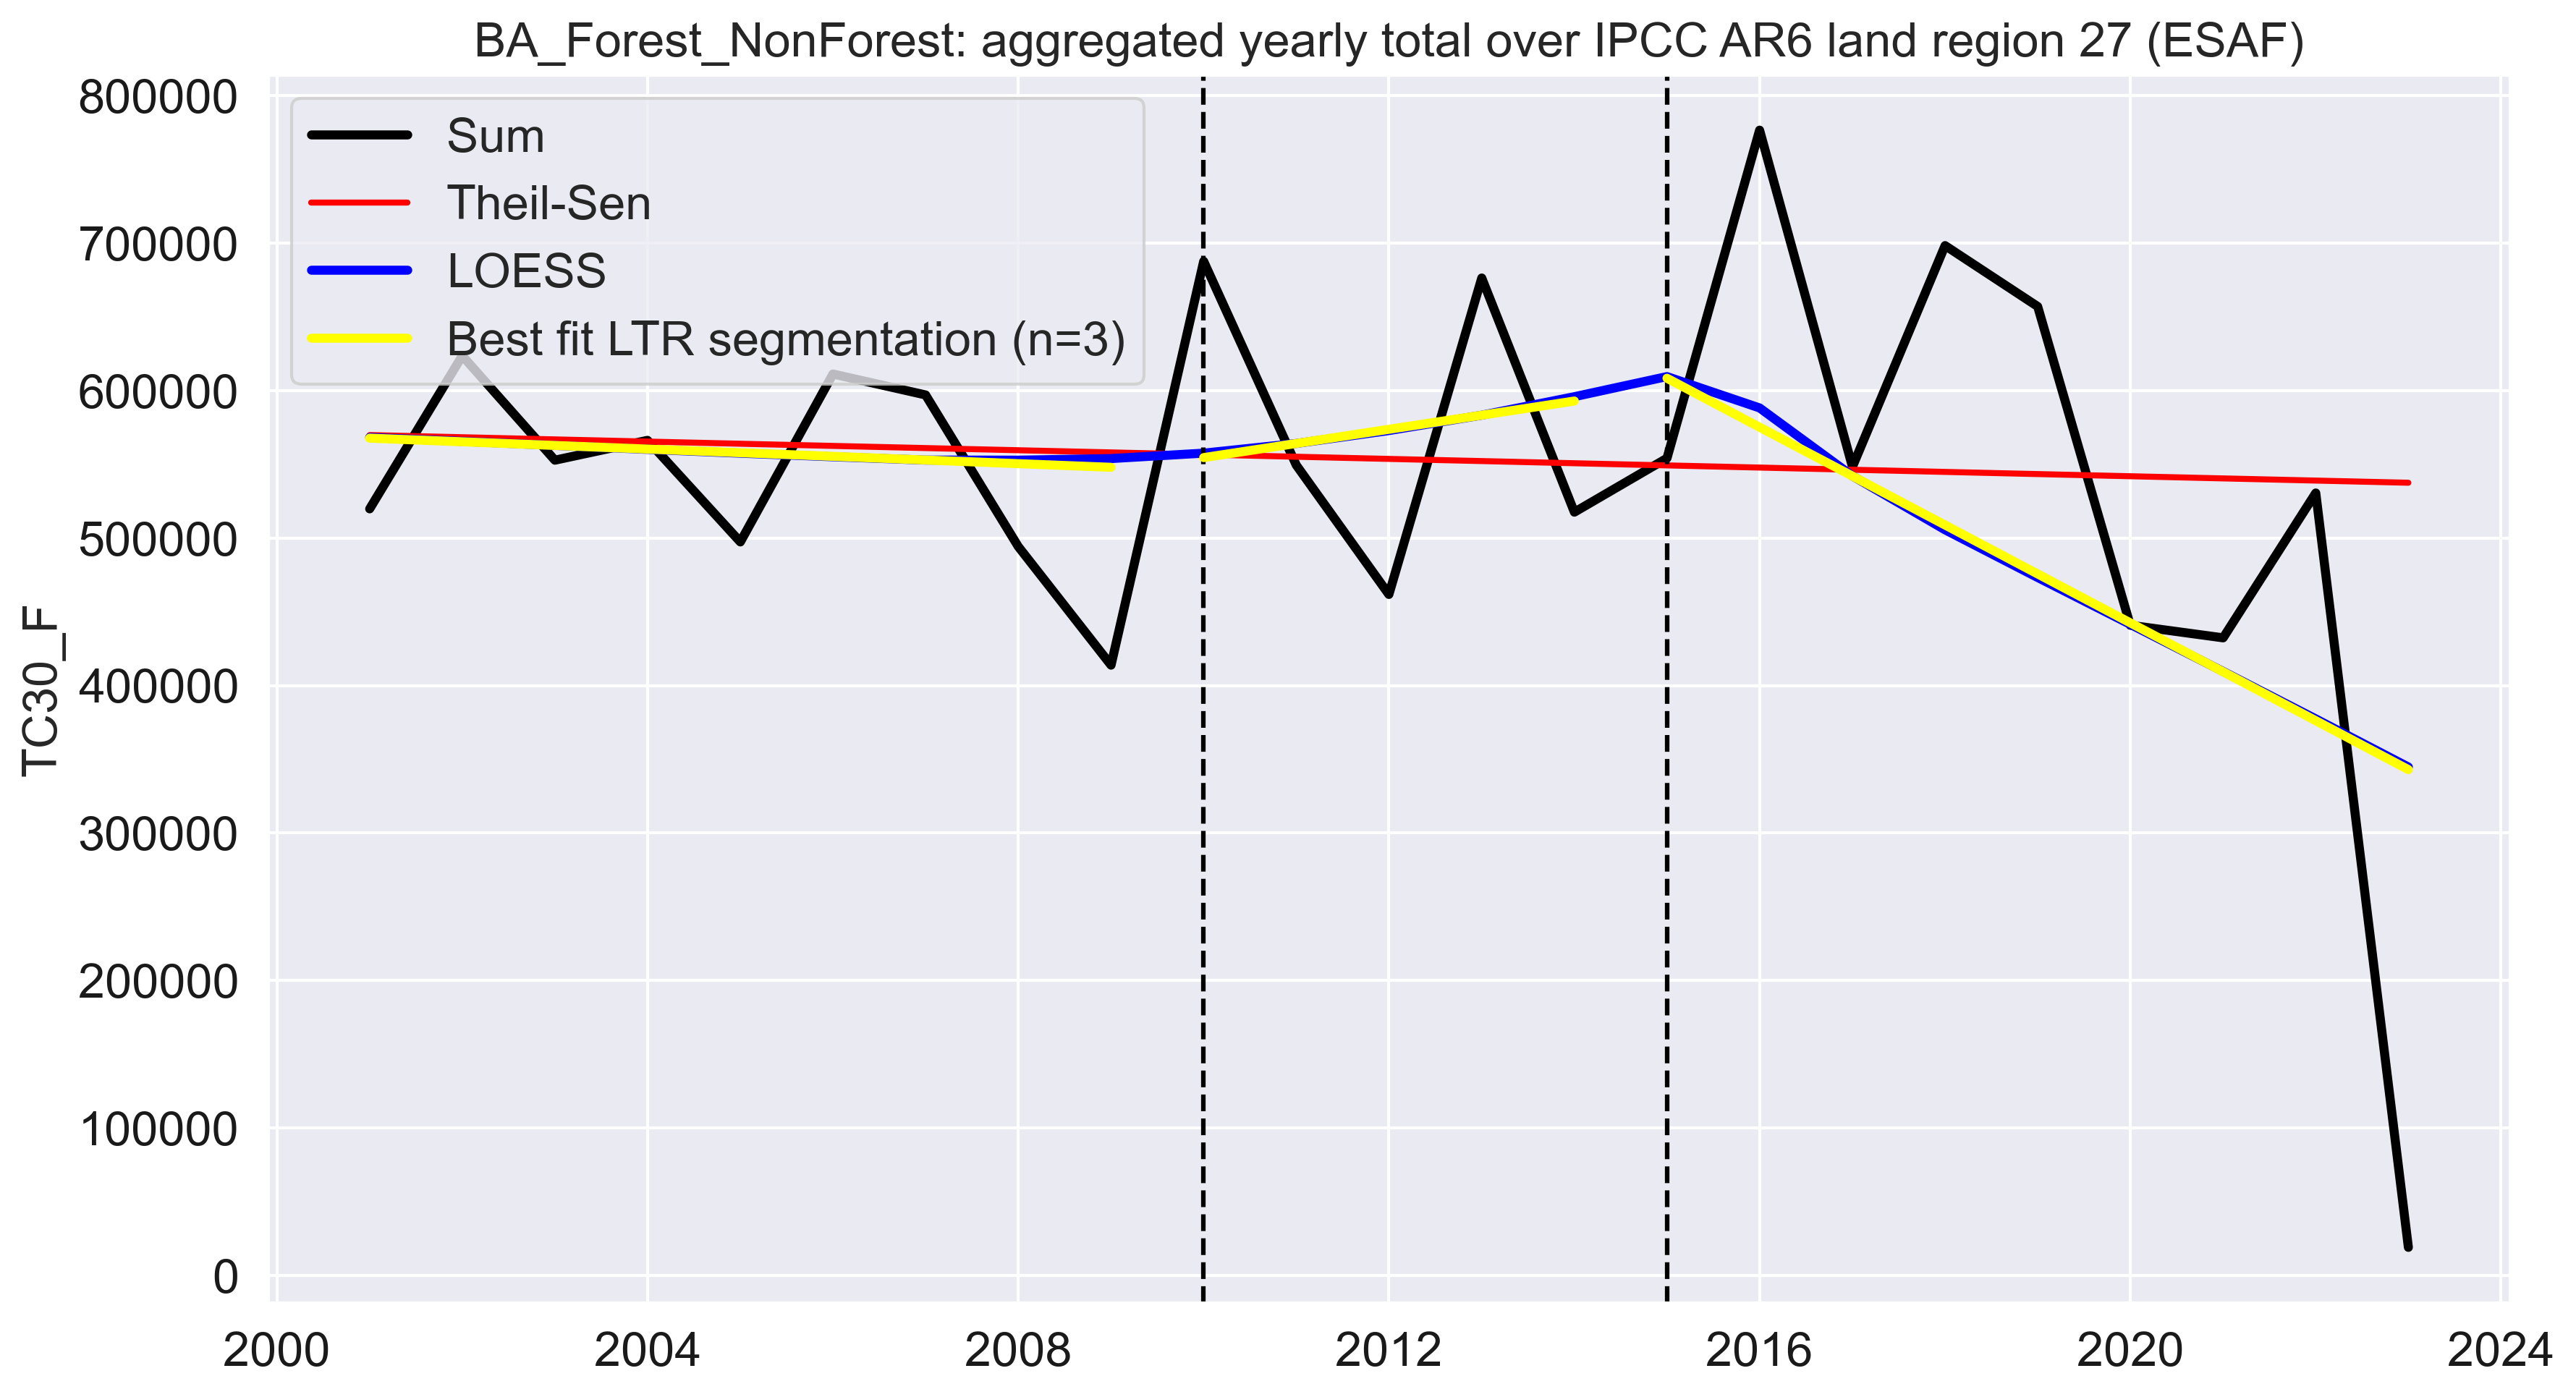 BA_Forest_NonForest: aggregated yearly total over IPCC AR6 land region 27 (ESAF)
800000
700000
600000
500000
400000
300000
200000
100000
0
TC30_F
Sum
Theil-Sen
LOESS
Best fit LTR segmentation (n=3)
2000 2004 2008 2012 2016 2020 2024